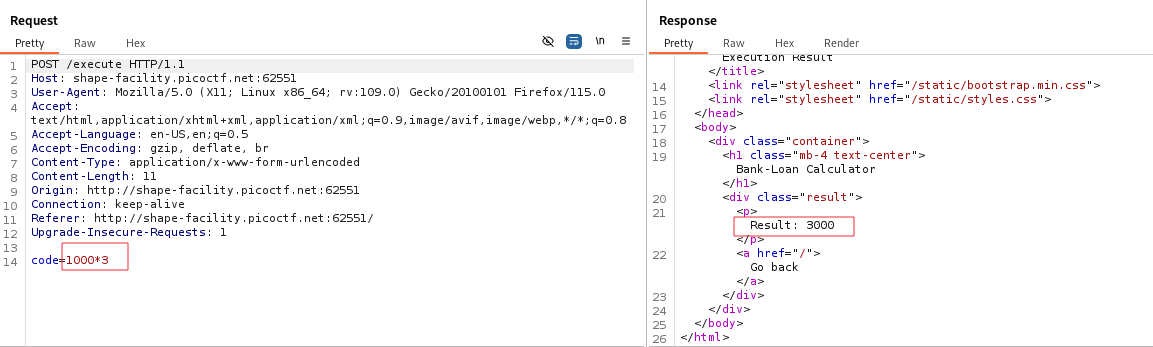 Request
Pretty Raw Hex
\n
1 POST /execute HTTP/1.1
2 Host: shape-facility.picoctf.net:62551
3 User-Agent: Mozilla/5.0 (X11; Linux x86_64; rv:109.0) Gecko/20100101 Firefox/115.0
4 Accept:
text/html,application/xhtml+xml,application/xml;q=0.9,image/avif,image/webp,*/*;q=0.8
5 Accept-Language: en-US,en;q=0.5
6 Accept-Encoding: gzip, deflate, br
7 Content-Type: application/x-www-form-urlencoded
8 Content-Length: 11
9 Origin: http://shape-facility.picoctf.net:62551
10 Connection: keep-alive
11 Referer: http://shape-facility.picoctf.net:62551/
12 Upgrade-Insecure-Requests: 1
13
14 code=1000*3
Response
Pretty Raw Hex Render
Execution Result
</title>
14 <link rel="stylesheet" href="/static/bootstrap.min.css">
15 <link rel="stylesheet" href="/static/styles.css">
16 </head>
17 <body>
18 <div class="container">
19 <h1 class="mb-4 text-center">
Bank-Loan Calculator
</h1>
20 <div class="result">
21 <p>
Result: 3000
</p>
22 <a href="/">
Go back
</a>
23 </div>
24 </div>
25 </body>
26 </html>